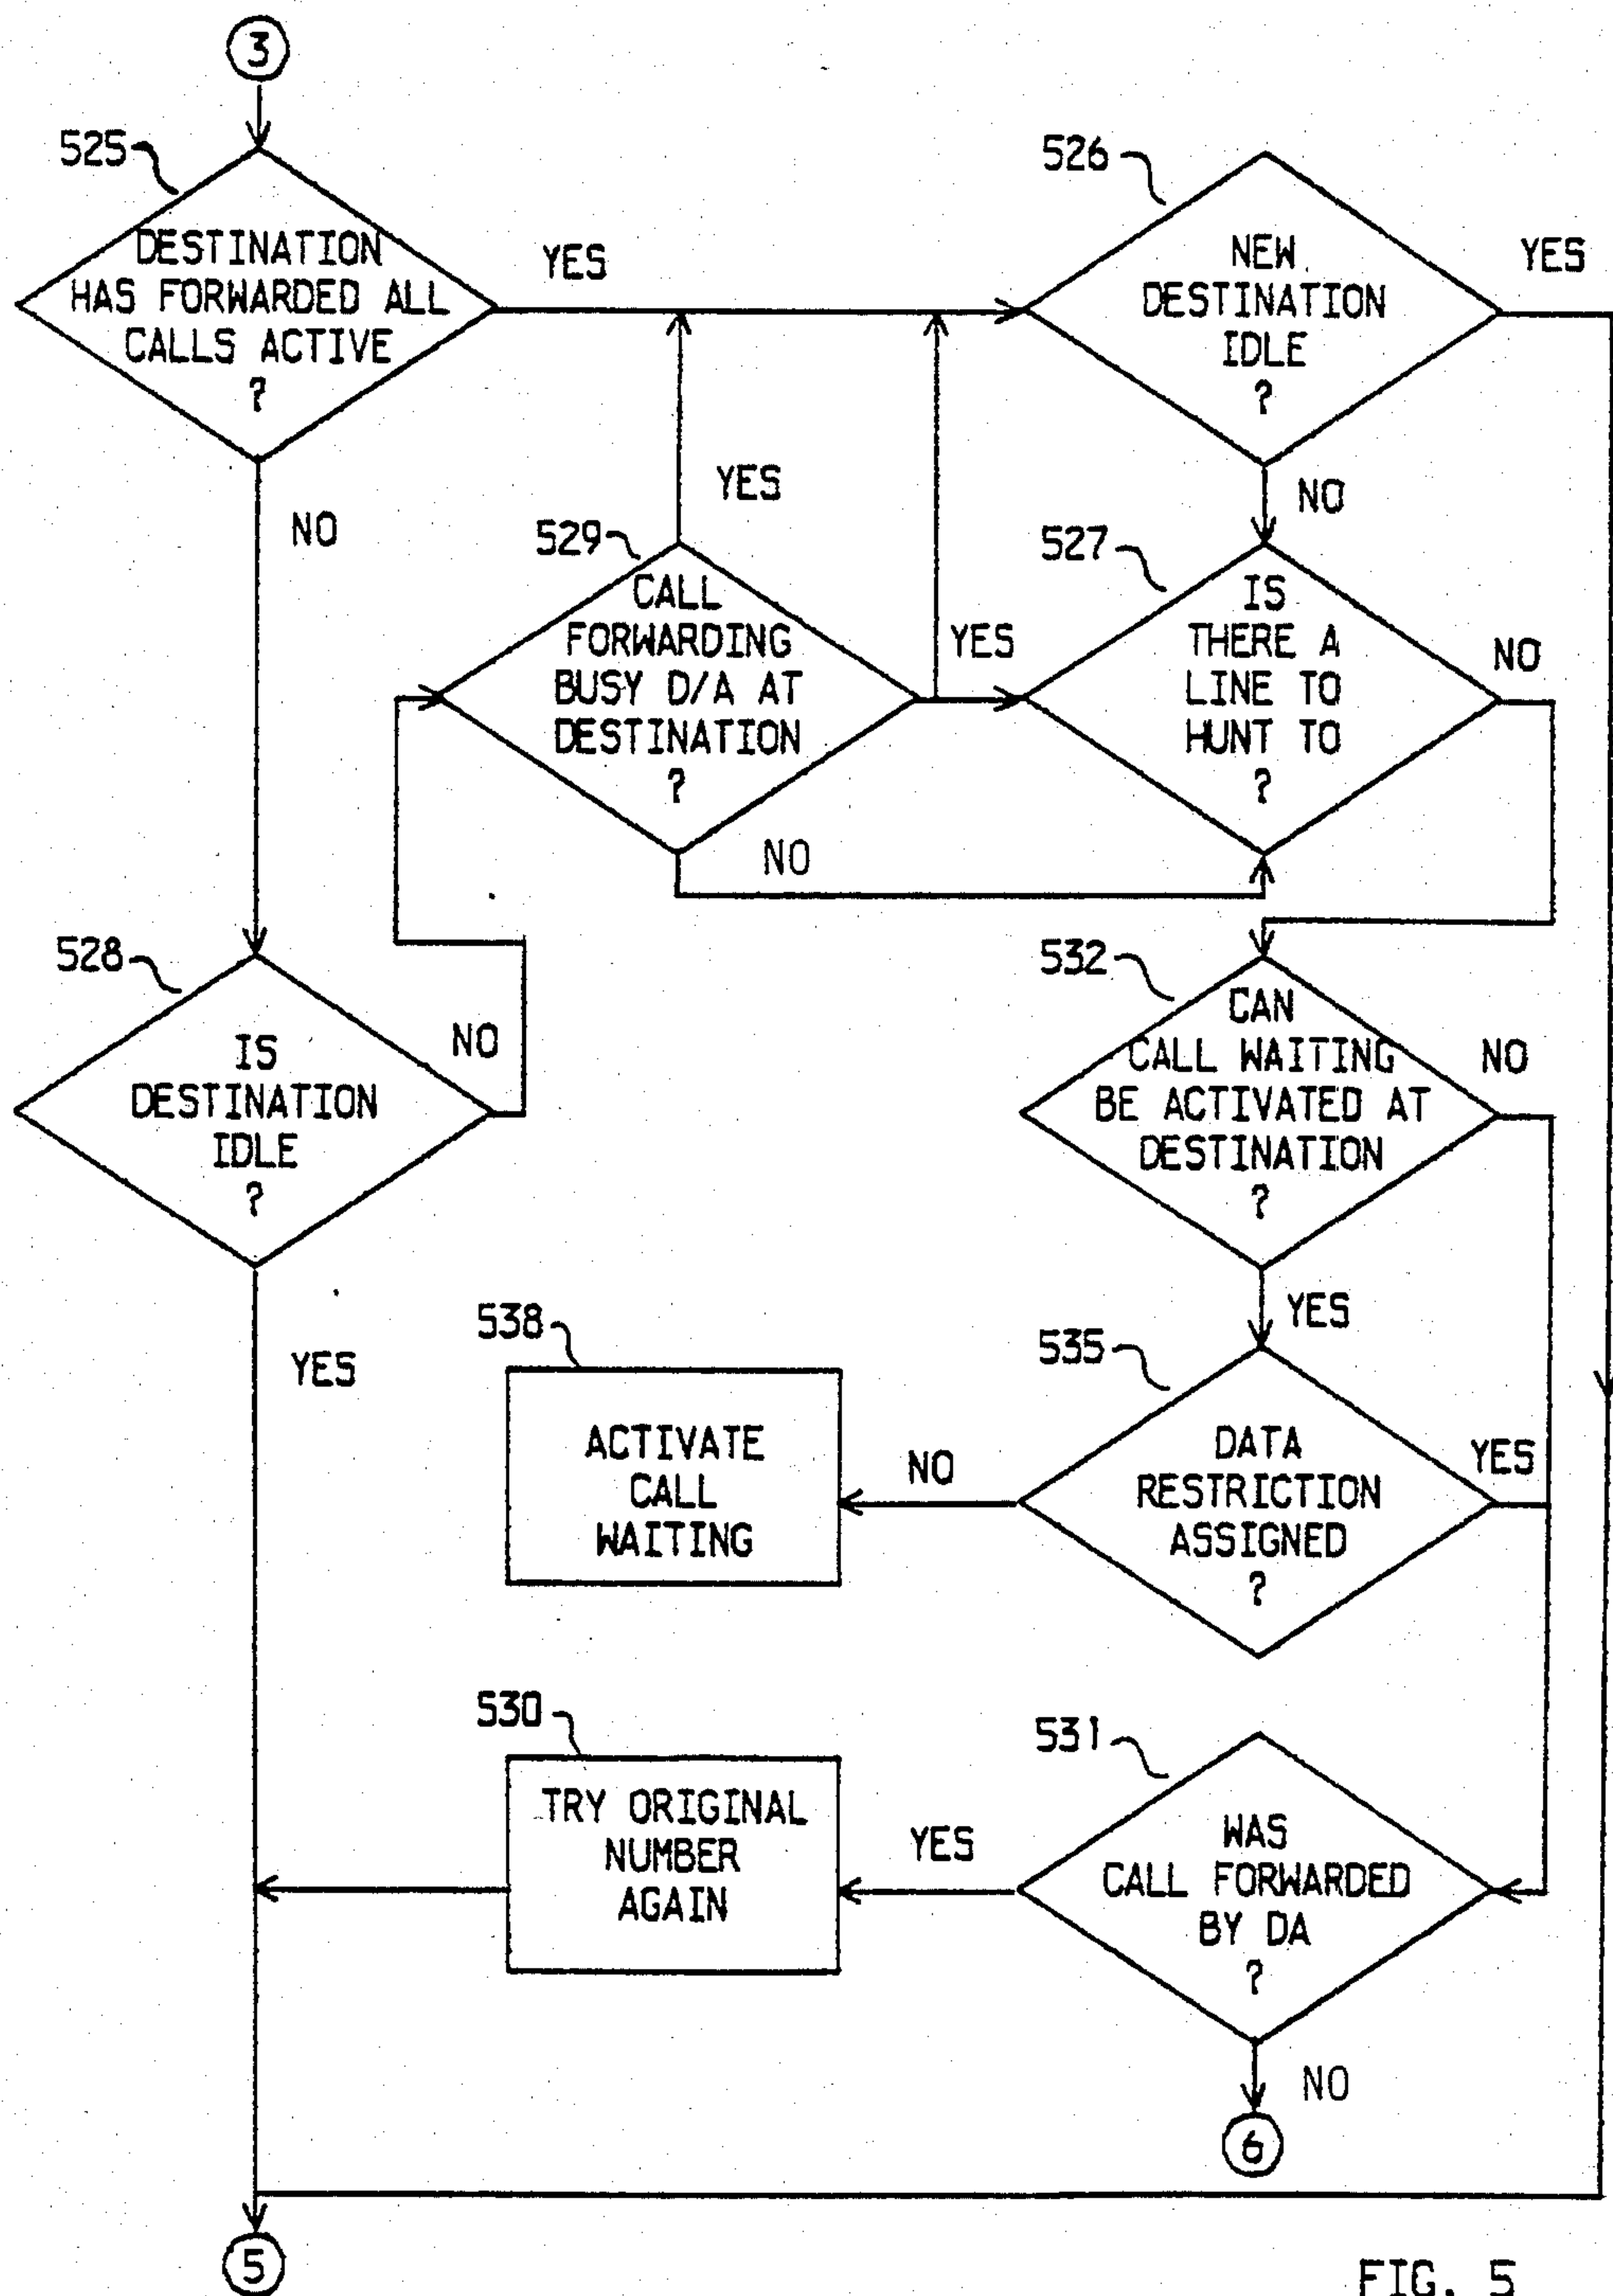 3
525
DESTINATION
HAS FORWARDED ALL
CALLS ACTIVE
?
YES
NO
526
NEW
DESTINATION
IDLE
?
YES
NO
529
CALL
FORWARDING
BUSY D/A AT
DESTINATION
?
YES
YES
NO
527
IS
THERE A
LINE TO
HUNT TO
?
NO
528
IS
DESTINATION
IDLE
?
NO
YES
532
CAN
CALL WAITING
BE ACTIVATED AT
DESTINATION
?
NO
YES
538
ACTIVATE
CALL
WAITING
NO
535
DATA
RESTRICTION
ASSIGNED
?
YES
530
TRY ORIGINAL
NUMBER
AGAIN
YES
531
WAS
CALL FORWARDED
BY DA
?
NO
6
5
FIG. 5